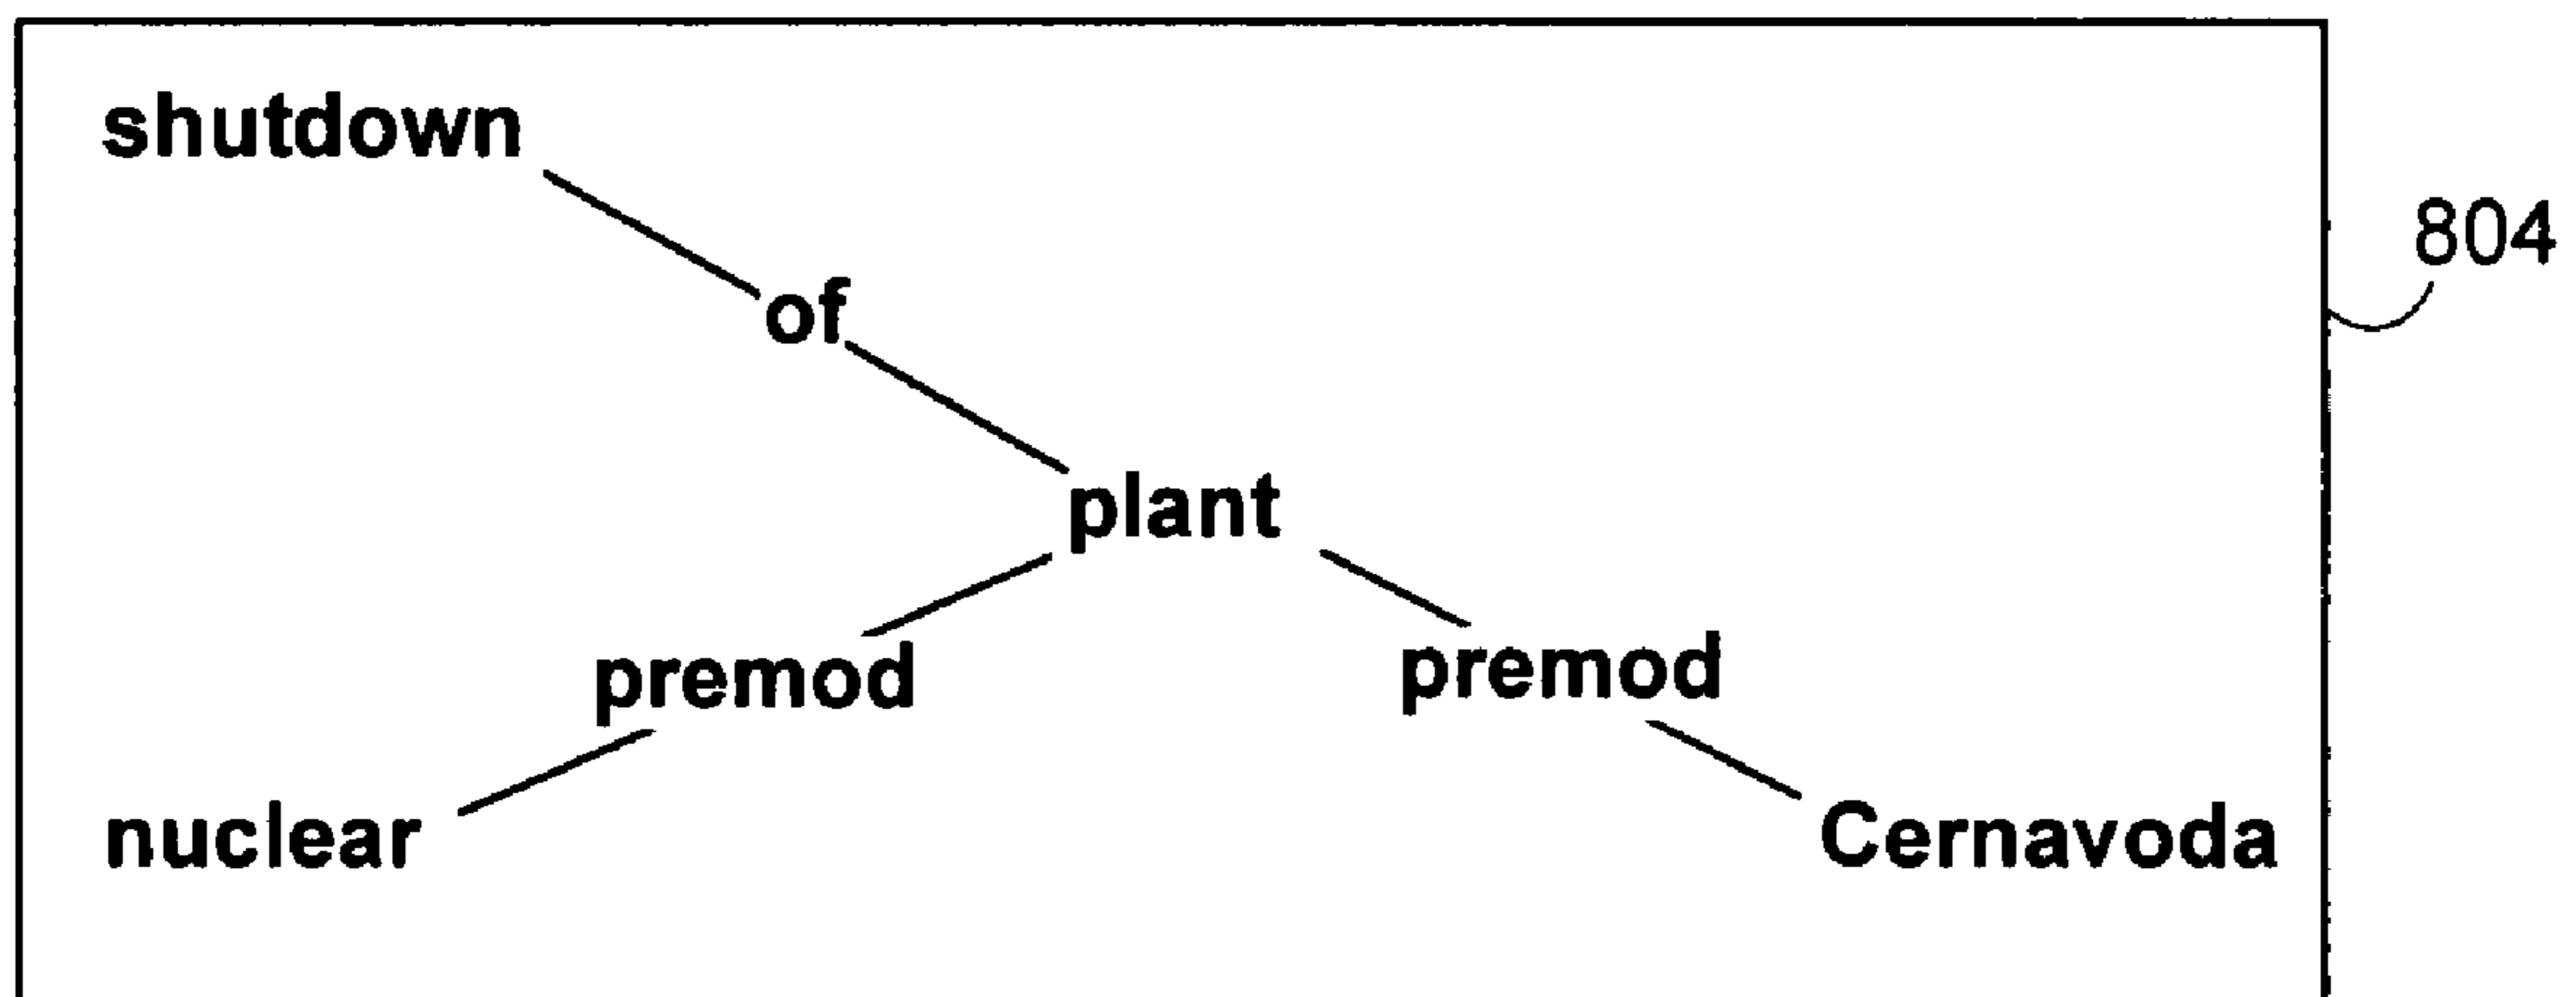 shutdown
804
of
plant
premod premod
nuclear Cernavoda